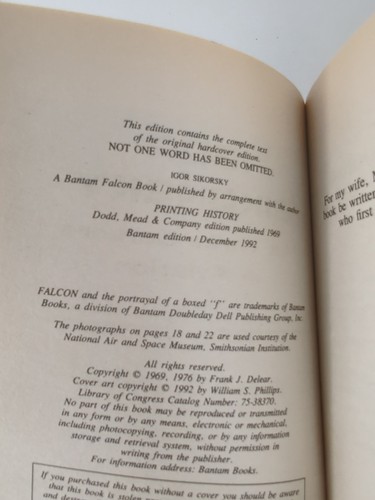 This edition contains the complete text
of the original hardcover edition.
NOT ONE WORD HAS BEEN OMITTED.
IGOR SIKORSKY
A Bantam Falcon Book / published by arrangement with the author
PRINTING HISTORY
Dodd, Mead & Company edition published 1969
Bantam edition / December 1992
FALCON and the portrayal of a boxed "f" are trademarks of Bantam
Books, a division of Bantam Doubleday Dell Publishing Group, Inc.
The photographs on pages 18 and 22 are used courtesy of the
National Air and Space Museum, Smithsonian Institution.
All rights reserved.
Copyright © 1969, 1976 by Frank J. Delear.
Cover art copyright © 1992 by William S. Phillips.
Library of Congress Catalog Number: 75-38370.
No part of this book may be reproduced or transmitted
in any form or by any means, electronic or mechanical,
including photocopying, recording, or by any information
storage and retrieval system, without permission in
writing from the publisher.
For information address: Bantam Books.
If you purchased this book without a cover you should be aware
that this book is stolen
For my wife,
book be written
who first